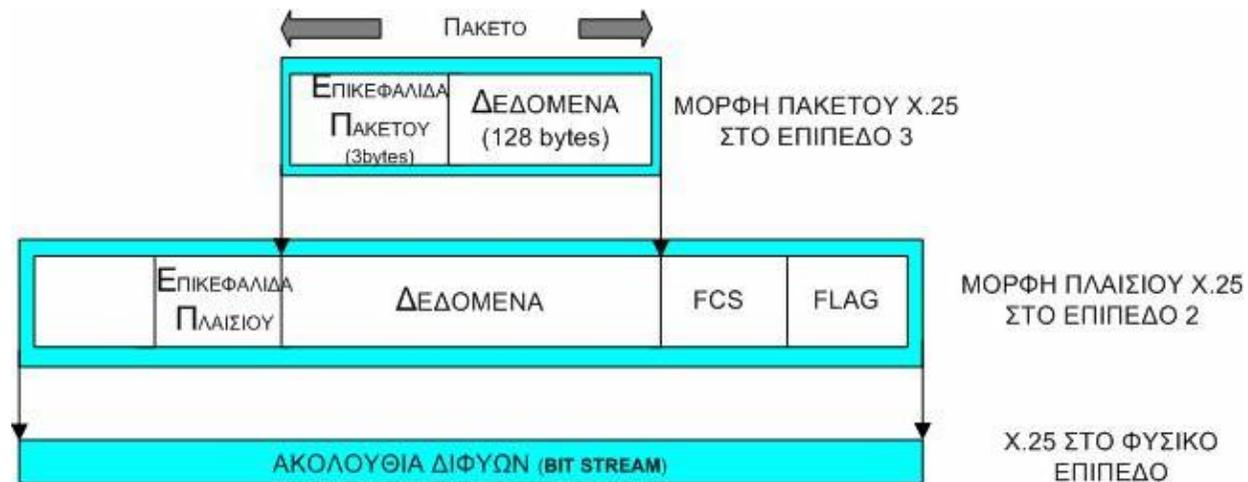 ΠΑΚΕΤΟ
ΕΠΙΚΕΦΑΛΙΔΑ
ΠΑΚΕΤΟΥ
(3bytes)
ΔΕΔΟΜΕΝΑ
(128 bytes)
ΜΟΡΦΗ ΠΑΚΕΤΟΥ Χ.25
ΣΤΟ ΕΠΙΠΕΔΟ 3
ΕΠΙΚΕΦΑΛΙΔΑ
ΠΛΑΙΣΙΟΥ
ΔΕΔΟΜΕΝΑ
FCS
FLAG
ΜΟΡΦΗ ΠΛΑΙΣΙΟΥ Χ.25
ΣΤΟ ΕΠΙΠΕΔΟ 2
ΑΚΟΛΟΥΘΙΑ ΔΙΦΥΩΝ (BIT STREAM)
Χ.25 ΣΤΟ ΦΥΣΙΚΟ
ΕΠΙΠΕΔΟ